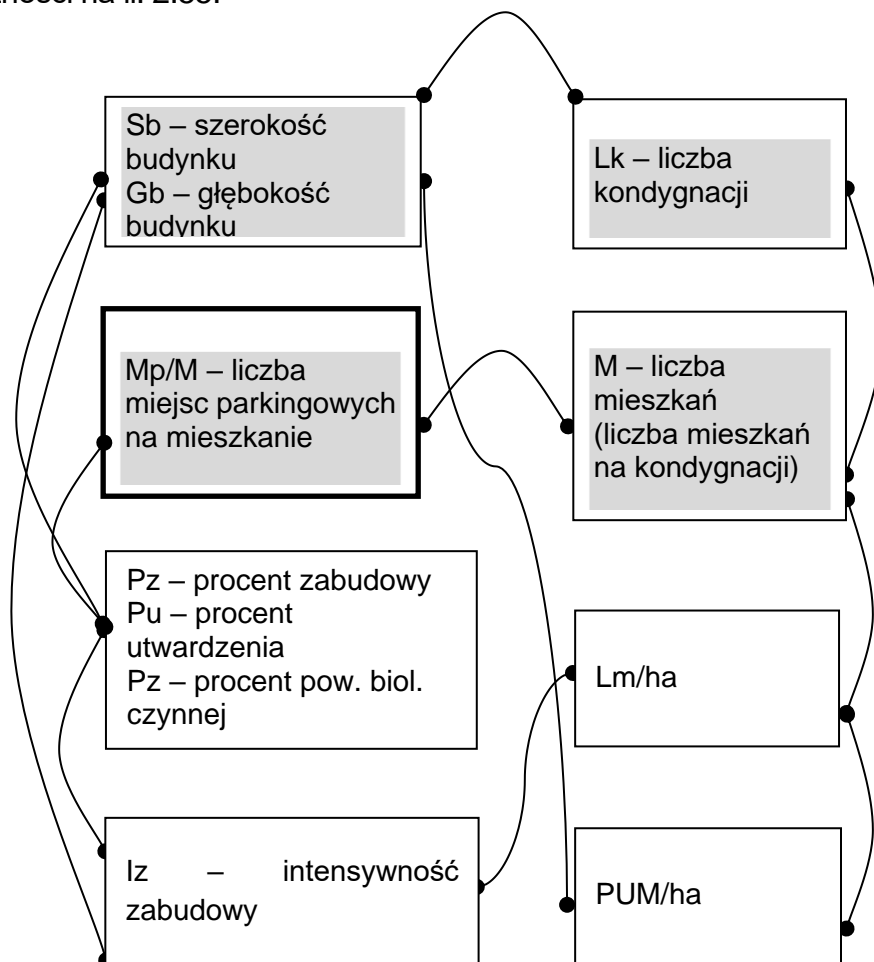 Sb – szerokość
budynku
Gb – głębokość
budynku
Lk – liczba
kondygnacji
Mp/M – liczba
miejsc parkingowych
na mieszkanie
M – liczba
mieszkań
(liczba mieszkań
na kondygnacji)
Pz – procent zabudowy
Pu – procent
utwardzenia
Pz – procent pow. biol.
czynnej
Lm/ha
Iz – intensywność
zabudowy
PUM/ha